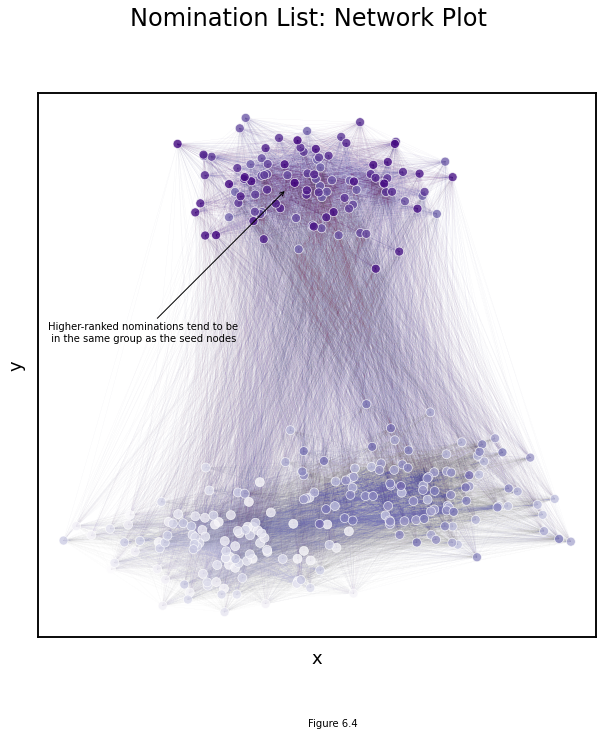 Nomination List: Network Plot
Higher-ranked nominations tend to be
in the same group as the seed nodes
y
x
Figure 6.4